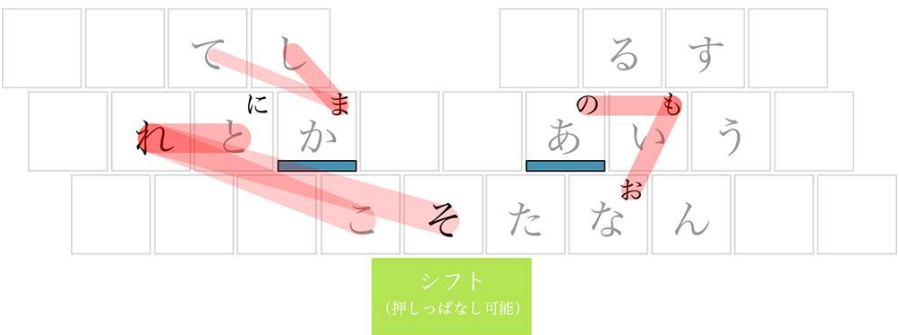 て し る す
れ と に か ま あ の い も う
こ そ た な お ん
シフト
（押しっぱなし可能）